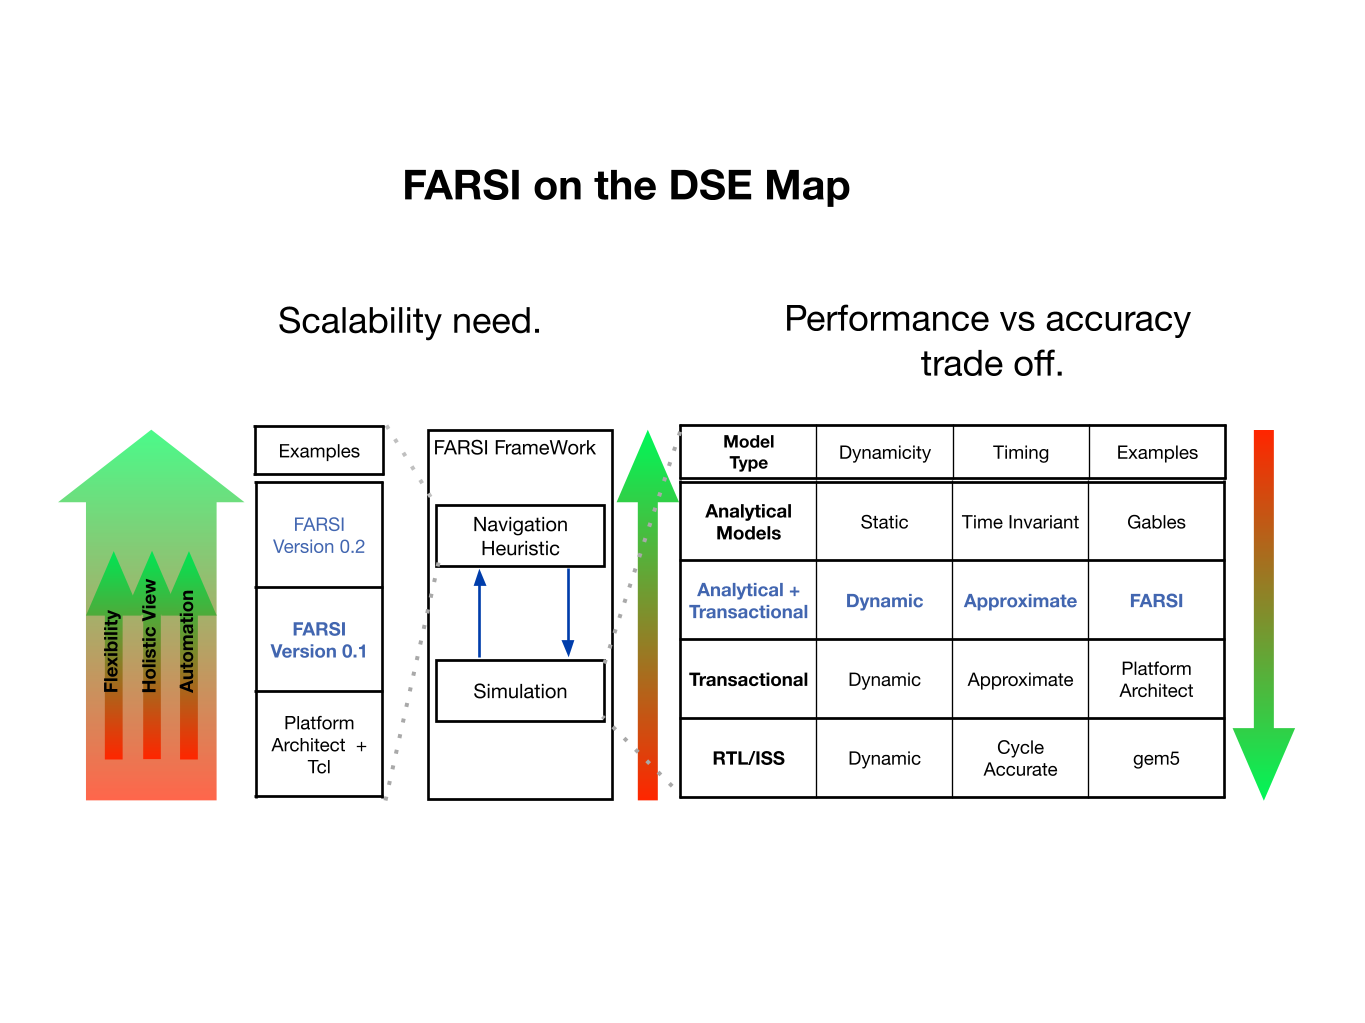 FARSI on the DSE Map
Scalability need.
Performance vs accuracy
trade off.
Flexibility
Holistic View
Automation
Examples
FARSI
Version 0.2
FARSI
Version 0.1
Platform
Architect +
Tcl
FARSI FrameWork
Navigation
Heuristic
Simulation
Model
Type
Dynamicity
Timing
Examples
Analytical
Models
Static
Time Invariant
Gables
Analytical +
Transactional
Dynamic
Approximate
FARSI
Transactional
Dynamic
Approximate
Platform
Architect
RTL/ISS
Dynamic
Cycle
Accurate
gem5